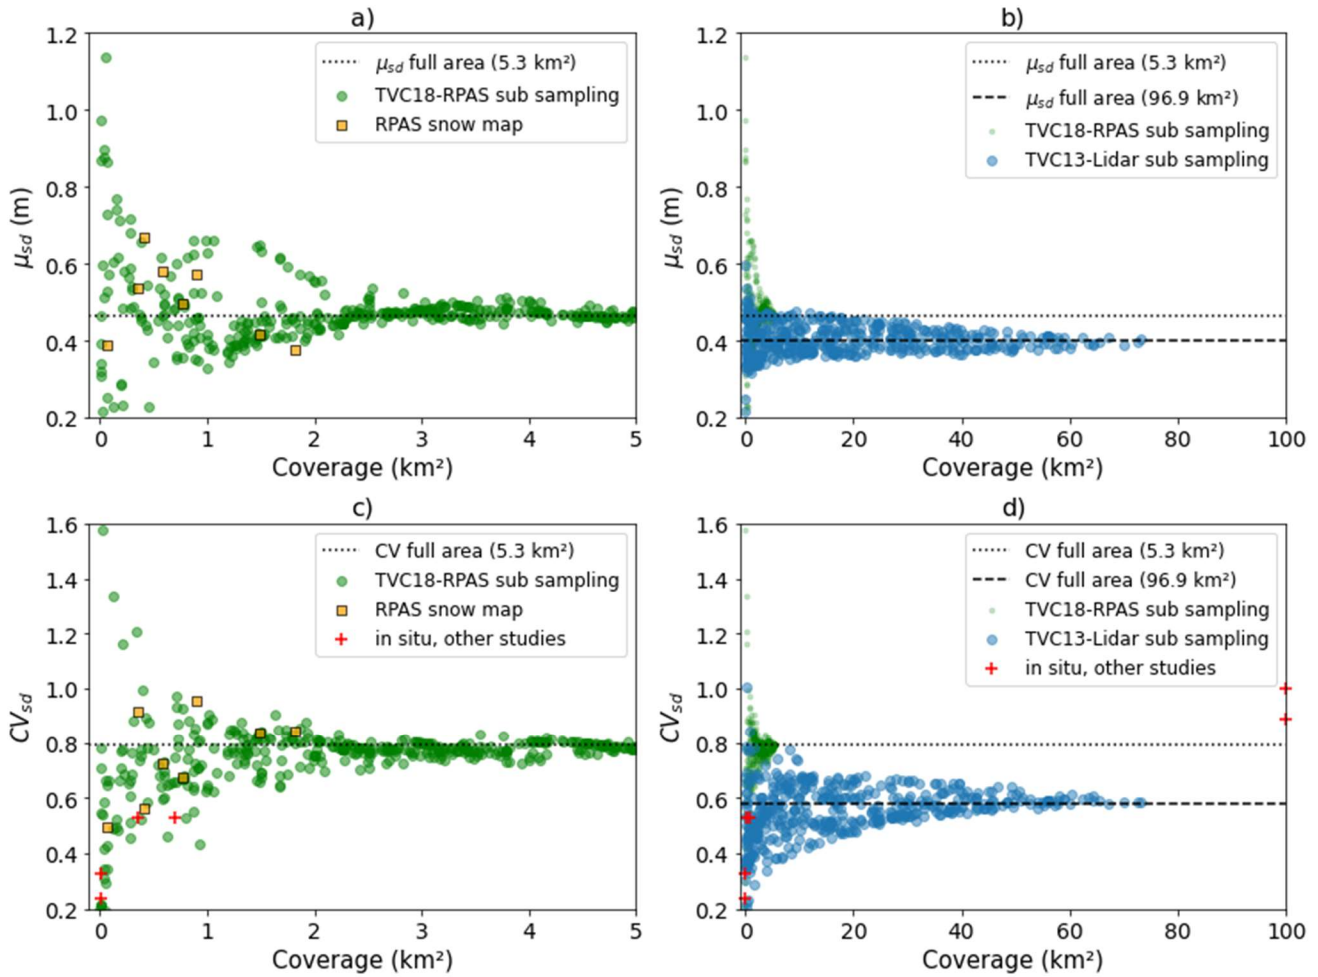 a)
1.2
1.0
0.8
0.6
0.4
0.2
μsd (m)
μsd full area (5.3 km²)
TVC18-RPAS sub sampling
RPAS snow map
0 1 2 3 4 5
Coverage (km²)
b)
1.2
1.0
0.8
0.6
0.4
0.2
μsd (m)
μsd full area (5.3 km²)
μsd full area (96.9 km²)
TVC18-RPAS sub sampling
TVC13-Lidar sub sampling
0 20 40 60 80 100
Coverage (km²)
c)
1.6
1.4
1.2
1.0
0.8
0.6
0.4
0.2
CVsd
CV full area (5.3 km²)
TVC18-RPAS sub sampling
RPAS snow map
in situ, other studies
0 1 2 3 4 5
Coverage (km²)
d)
1.6
1.4
1.2
1.0
0.8
0.6
0.4
0.2
CVsd
CV full area (5.3 km²)
CV full area (96.9 km²)
TVC18-RPAS sub sampling
TVC13-Lidar sub sampling
in situ, other studies
0 20 40 60 80 100
Coverage (km²)